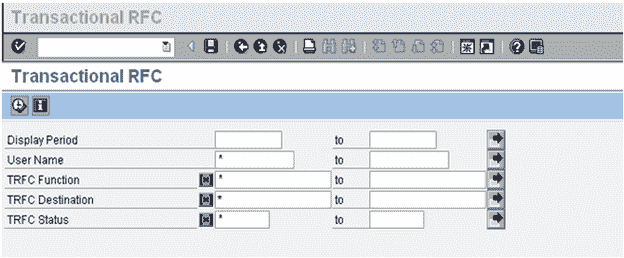 Transactional RFC
Transactional RFC
Display Period to
User Name * to
TRFC Function * to
TRFC Destination * to
TRFC Status * to